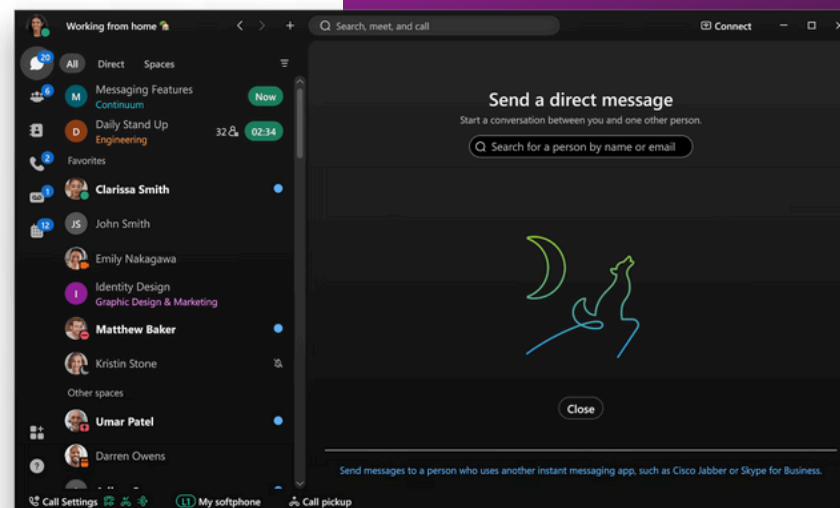 Working from home
Search, meet, and call
Connect
20
All Direct Spaces
M Messaging Features
Continuum
Now
6
D Daily Stand Up
Engineering
32 02:34
Favorites
2
Clarissa Smith
1
JS John Smith
12
Emily Nakagawa
I Identity Design
Graphic Design & Marketing
Matthew Baker
Kristin Stone
Other spaces
Umar Patel
Darren Owens
?
Call Settings
L1 My softphone
Call pickup
Send a direct message
Start a conversation between you and one other person.
Search for a person by name or email
Close
Send messages to a person who uses another instant messaging app, such as Cisco Jabber or Skype for Business.